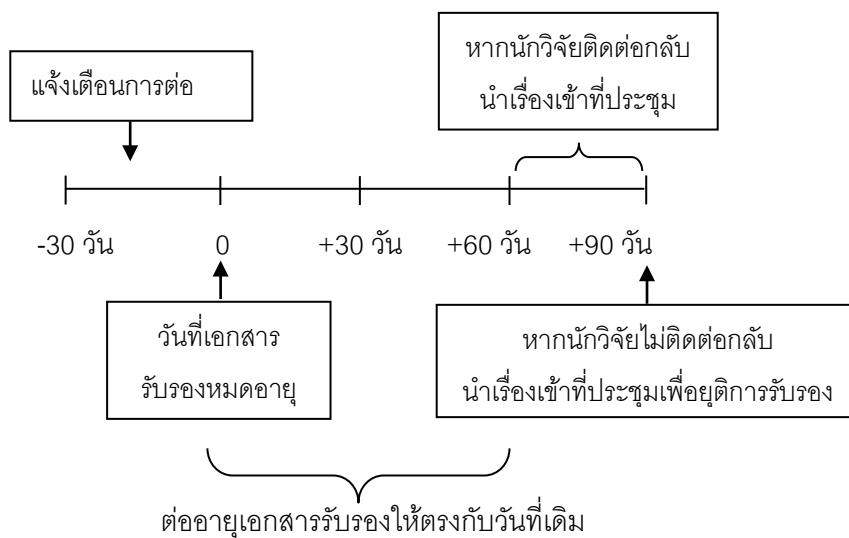 หากนักวิจัยติดต่อกลับ
นำเรื่องเข้าที่ประชุม
แจ้งเตือนการต่อ
-30 วัน
0
+30 วัน
+60 วัน
+90 วัน
วันที่เอกสาร
รับรองหมดอายุ
หากนักวิจัยไม่ติดต่อกลับ
นำเรื่องเข้าที่ประชุมเพื่อยุติการรับรอง
ต่ออายุเอกสารรับรองให้ตรงกับวันที่เดิม